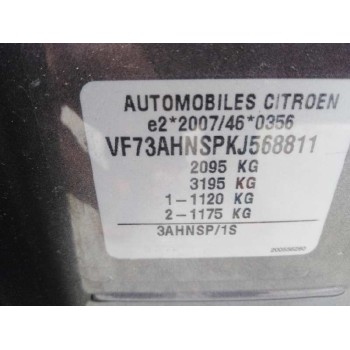 AUTOMOBILES CITROEN
e2*2007/46*0356
VF73AHNSPKJ568811
2095 KG
3195 KG
1-1120 KG
2-1175 KG
3AHNSP/1S